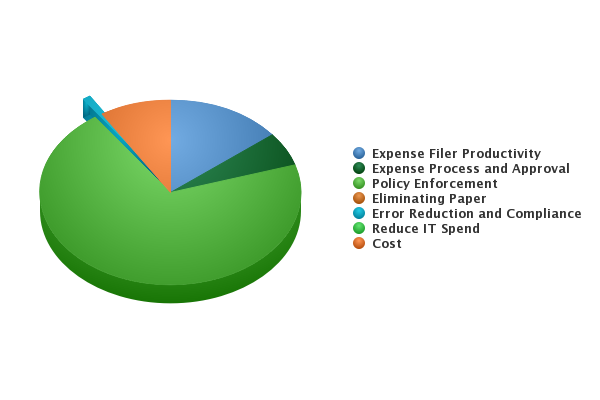 Expense Filer Productivity
Expense Process and Approval
Policy Enforcement
Eliminating Paper
Error Reduction and Compliance
Reduce IT Spend
Cost